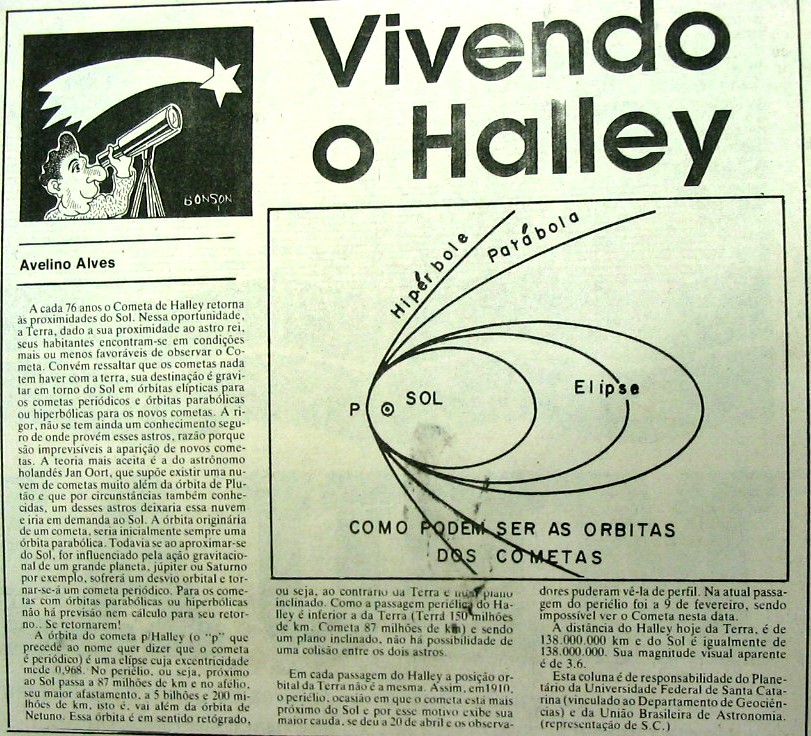 Vivendo
o Halley
BONSON
Avelino Alves
A cada 76 anos o Cometa de Halley retorna
às proximidades do Sol. Nessa oportunidade,
a Terra, dado a sua proximidade ao astro rei,
seus habitantes encontram-se em condições
mais ou menos favoráveis de observar o Co-
meta. Convém ressaltar que os cometas nada
tem haver com a terra, sua destinação é gravi-
tar em torno do Sol em órbitas elípticas para
os cometas periódicos e órbitas parabólicas
ou hiperbólicas para os novos cometas. A ri-
gor, não se tem ainda um conhecimento segu-
ro de onde provém esses astros, razão porque
são imprevisíveis a aparição de novos come-
tas. A teoria mais aceita é a do astrônomo
holandês Jan Oort, que supõe existir uma nu-
vem de cometas muito além da órbita de Plu-
tão e que por circunstâncias também conhe-
cidas, um desses astros deixaria essa nuvem
e iria em demanda ao Sol. A órbita originária
de um cometa, seria inicialmente sempre uma
órbita parabólica. Todavia se ao aproximar-se
do Sol, for influenciado pela ação gravitacio-
nal de um grande planeta, júpiter ou Saturno
por exemplo, sofrerá um desvio orbital e tor-
nar-se-á um cometa periódico. Para os come-
tas com órbitas parabólicas ou hiperbólicas
não há previsão nem cálculo para seu retor-
no.. Se retornarem!
A órbita do cometa p/Halley (o "p" que
precede ao nome quer dizer que o cometa
é periódico) é uma elipse cuja excentricidade
mede 0,968. No periélio, ou seja, próximo
ao Sol passa a 87 milhões de km e no afélio,
seu maior afastamento, a 5 bilhões e 200 mi-
lhões de km, isto é, vai além da órbita de
Netuno. Essa órbita é em sentido retógrado,
Hipérbole
Parábola
Elipse
P
SOL
COMO PODEM SER AS ORBITAS
DOS COMETAS
ou seja, ao contrário da Terra e num plano
inclinado. Como a passagem periélica do Ha-
lley é inferior a da Terra (Terra 150 milhões
de km. Cometa 87 milhões de km) e sendo
um plano inclinado, não há possibilidade de
uma colisão entre os dois astros.
Em cada passagem do Halley a posição or-
bital da Terra não é a mesma. Assim, em 1910,
o periélio, ocasião em que o cometa está mais
próximo do Sol e por esse motivo exibe sua
maior cauda, se deu a 20 de abril e os observa-
dores puderam vê-la de perfil. Na atual passa-
gem do periélio foi a 9 de fevereiro, sendo
impossível ver o Cometa nesta data.
A distância do Halley hoje da Terra, é de
138.000.000 km e do Sol é igualmente de
138.000.000. Sua magnitude visual aparente
é de 3.6.
Esta coluna é de responsabilidade do Plane-
tário da Universidade Federal de Santa Cata-
rina (vinculado ao Departamento de Geociên-
cias) e da União Brasileira de Astronomia.
(representação de S.C.)